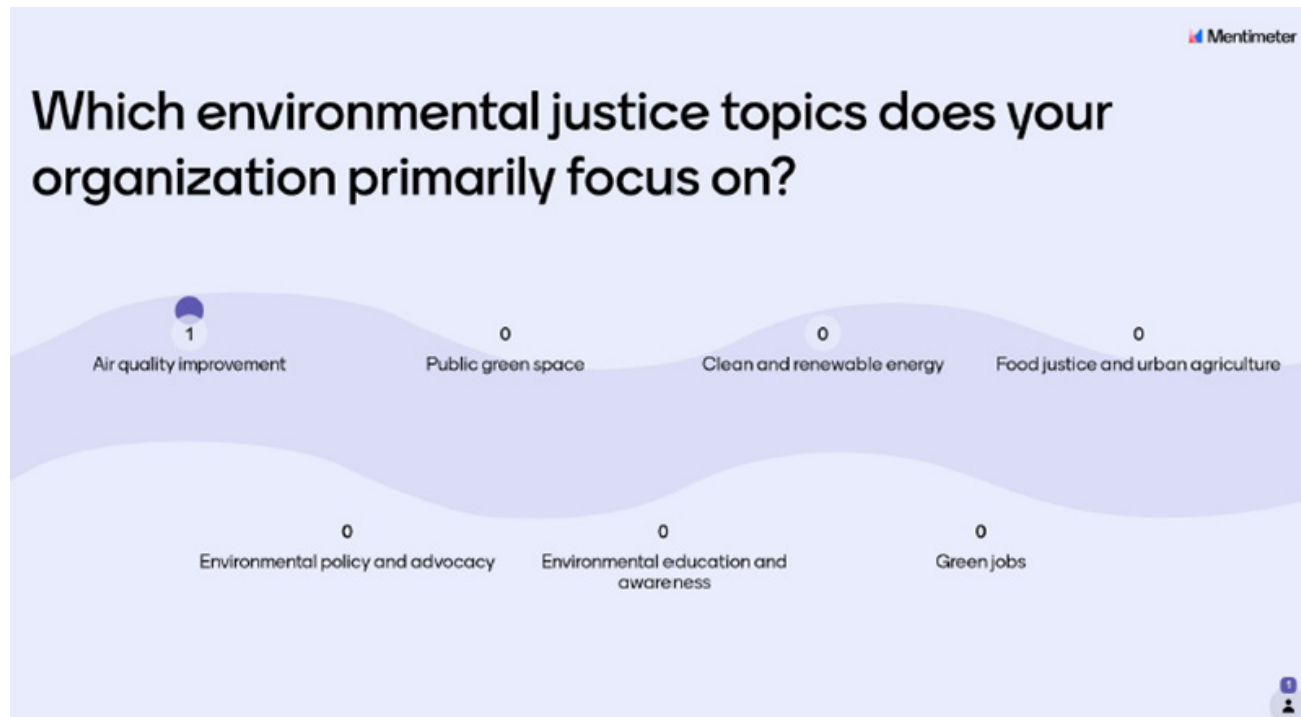 Mentimeter
Which environmental justice topics does your
organization primarily focus on?
1
Air quality improvement
0
Public green space
0
Clean and renewable energy
0
Food justice and urban agriculture
0
Environmental policy and advocacy
0
Environmental education and
awareness
0
Green jobs
1